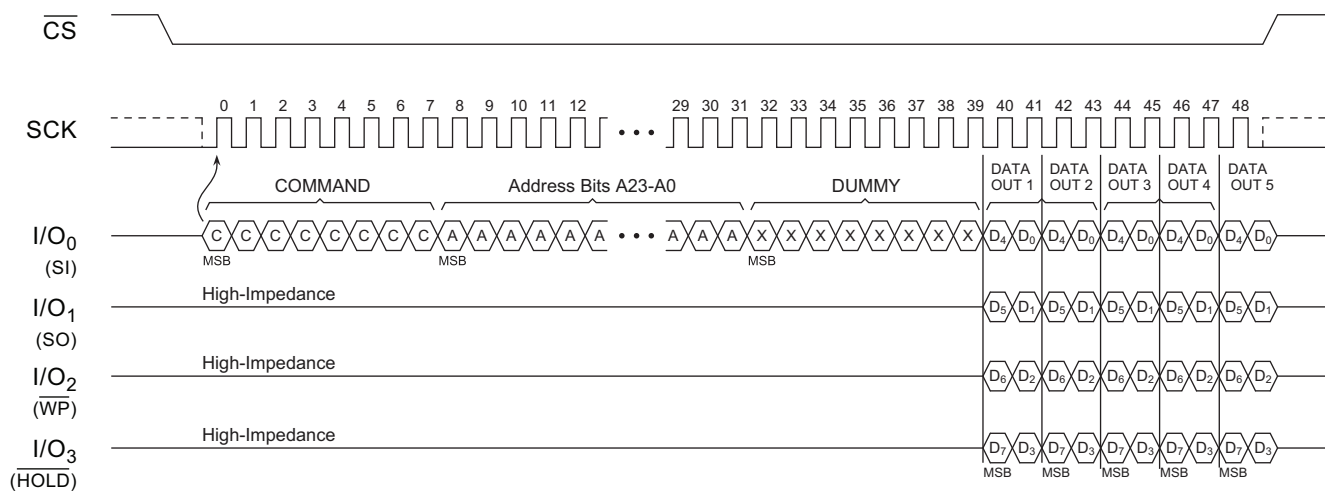 CS
0 1 2 3 4 5 6 7 8 9 10 11 12 29 30 31 32 33 34 35 36 37 38 39 40 41 42 43 44 45 46 47 48
SCK • • •
COMMAND Address Bits A23-A0 DUMMY
DATA OUT 1 DATA OUT 2 DATA OUT 3 DATA OUT 4 DATA OUT 5
I/O0 C C C C C C C C A A A A A A • • • A A A X X X X X X X X D4 D0 D4 D0 D4 D0 D4 D0 D4 D0
(SI) MSB MSB MSB
High-Impedance
I/O1 D5 D1 D5 D1 D5 D1 D5 D1 D5 D1
(SO)
High-Impedance
I/O2 D6 D2 D6 D2 D6 D2 D6 D2 D6 D2
(WP)
High-Impedance
I/O3 D7 D3 D7 D3 D7 D3 D7 D3 D7 D3
(HOLD) MSB MSB MSB MSB MSB